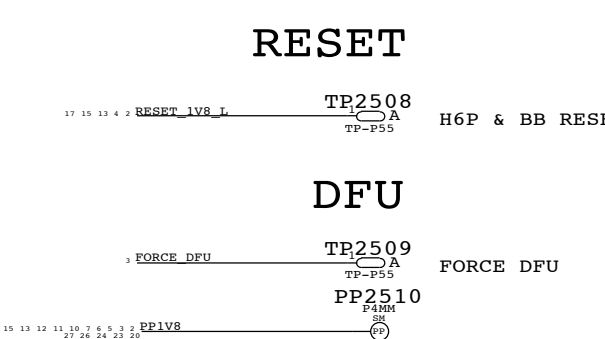 RESET
TP2508
17 15 13 4 2 RESET_1V8_L 1 A
TP-P55
H6P & BB
DFU
TP2509
3 FORCE_DFU 1 A
TP-P55
FORCE DFU
PP2510
P4MM
SM
15 13 12 11 10 7 6 5 3 2 PP1V8 PP
27 26 24 23 20